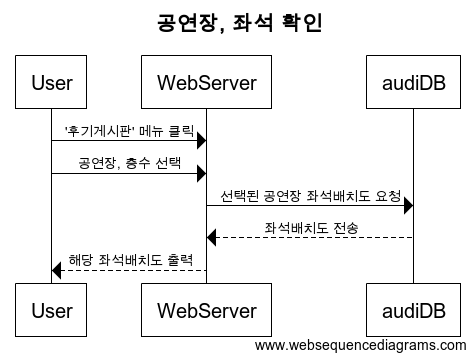 공연장, 좌석 확인
User
WebServer
audiDB
'후기게시판' 메뉴 클릭
공연장, 층수 선택
선택된 공연장 좌석배치도 요청
좌석배치도 전송
해당 좌석배치도 출력
User
WebServer
audiDB
www.websequencediagrams.com